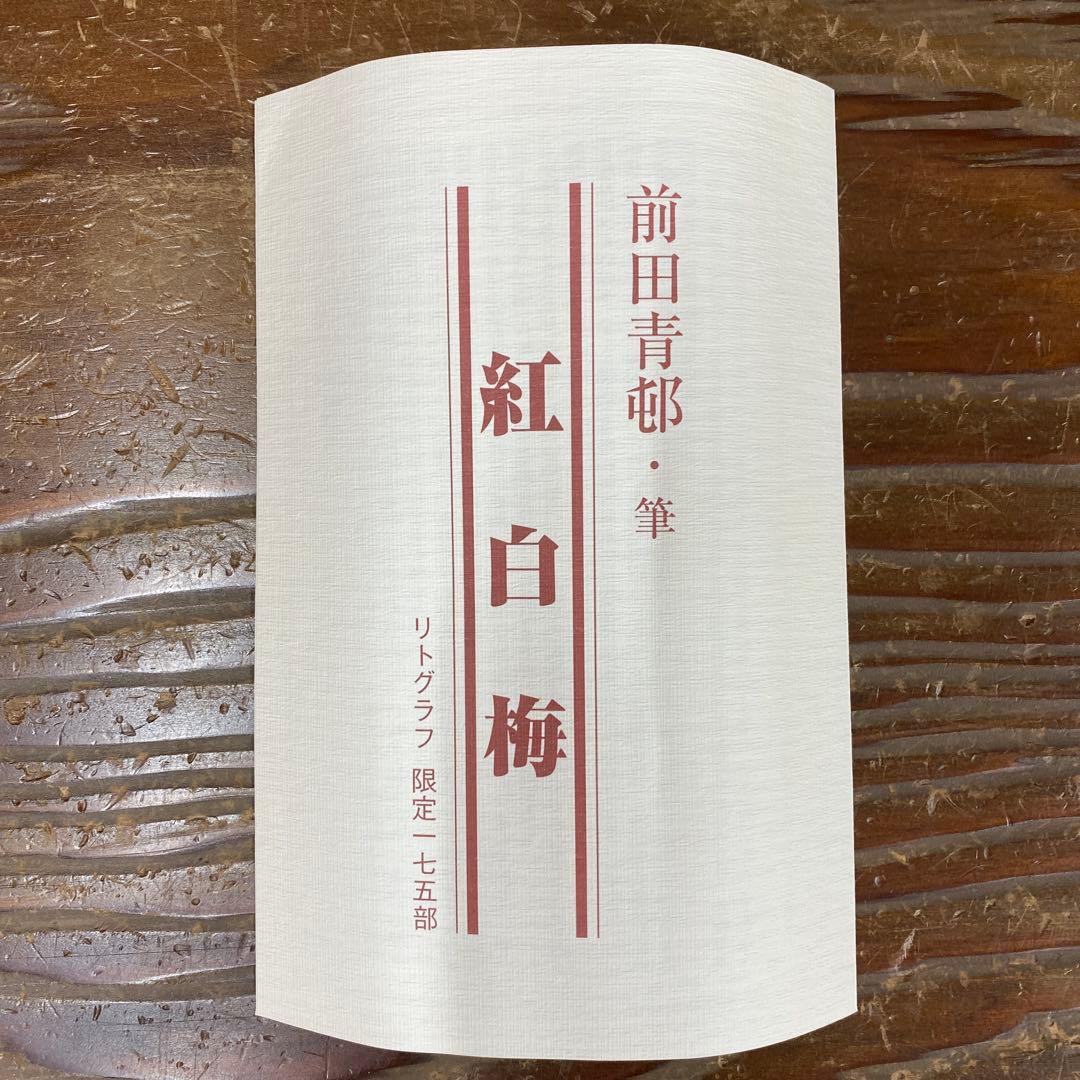 前田青邨・筆
紅白梅
リトグラフ 限定一七五部